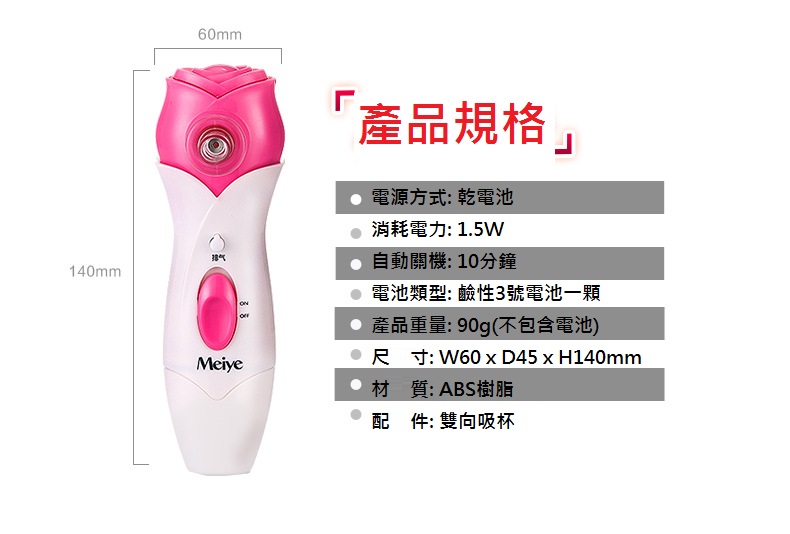 60mm
「產品規格」
電源方式: 乾電池
消耗電力: 1.5W
140mm
排气
自動關機: 10分鐘
電池類型: 鹼性3號電池一顆
ON
OFF
產品重量: 90g(不包含電池)
Meiye
尺 寸: W60 x D45 x H140mm
材 質: ABS樹脂
配 件: 雙向吸杯